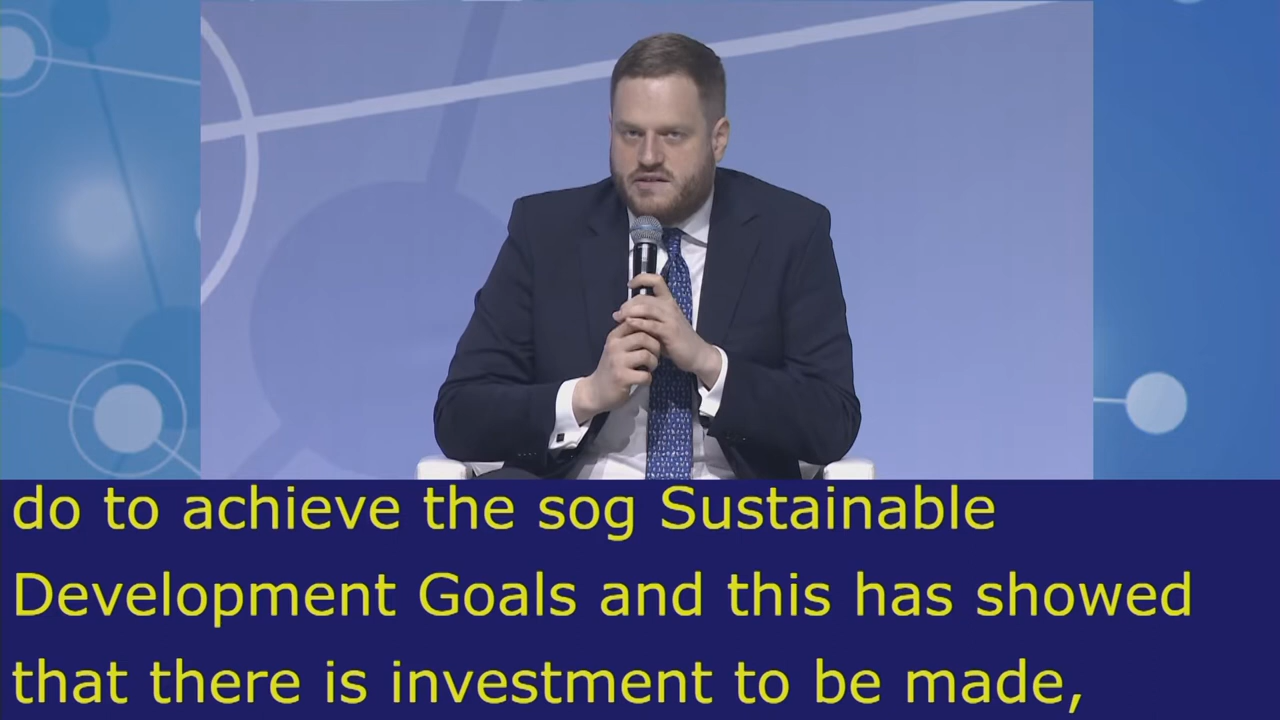 do to achieve the sog Sustainable
Development Goals and this has showed
that there is investment to be made,